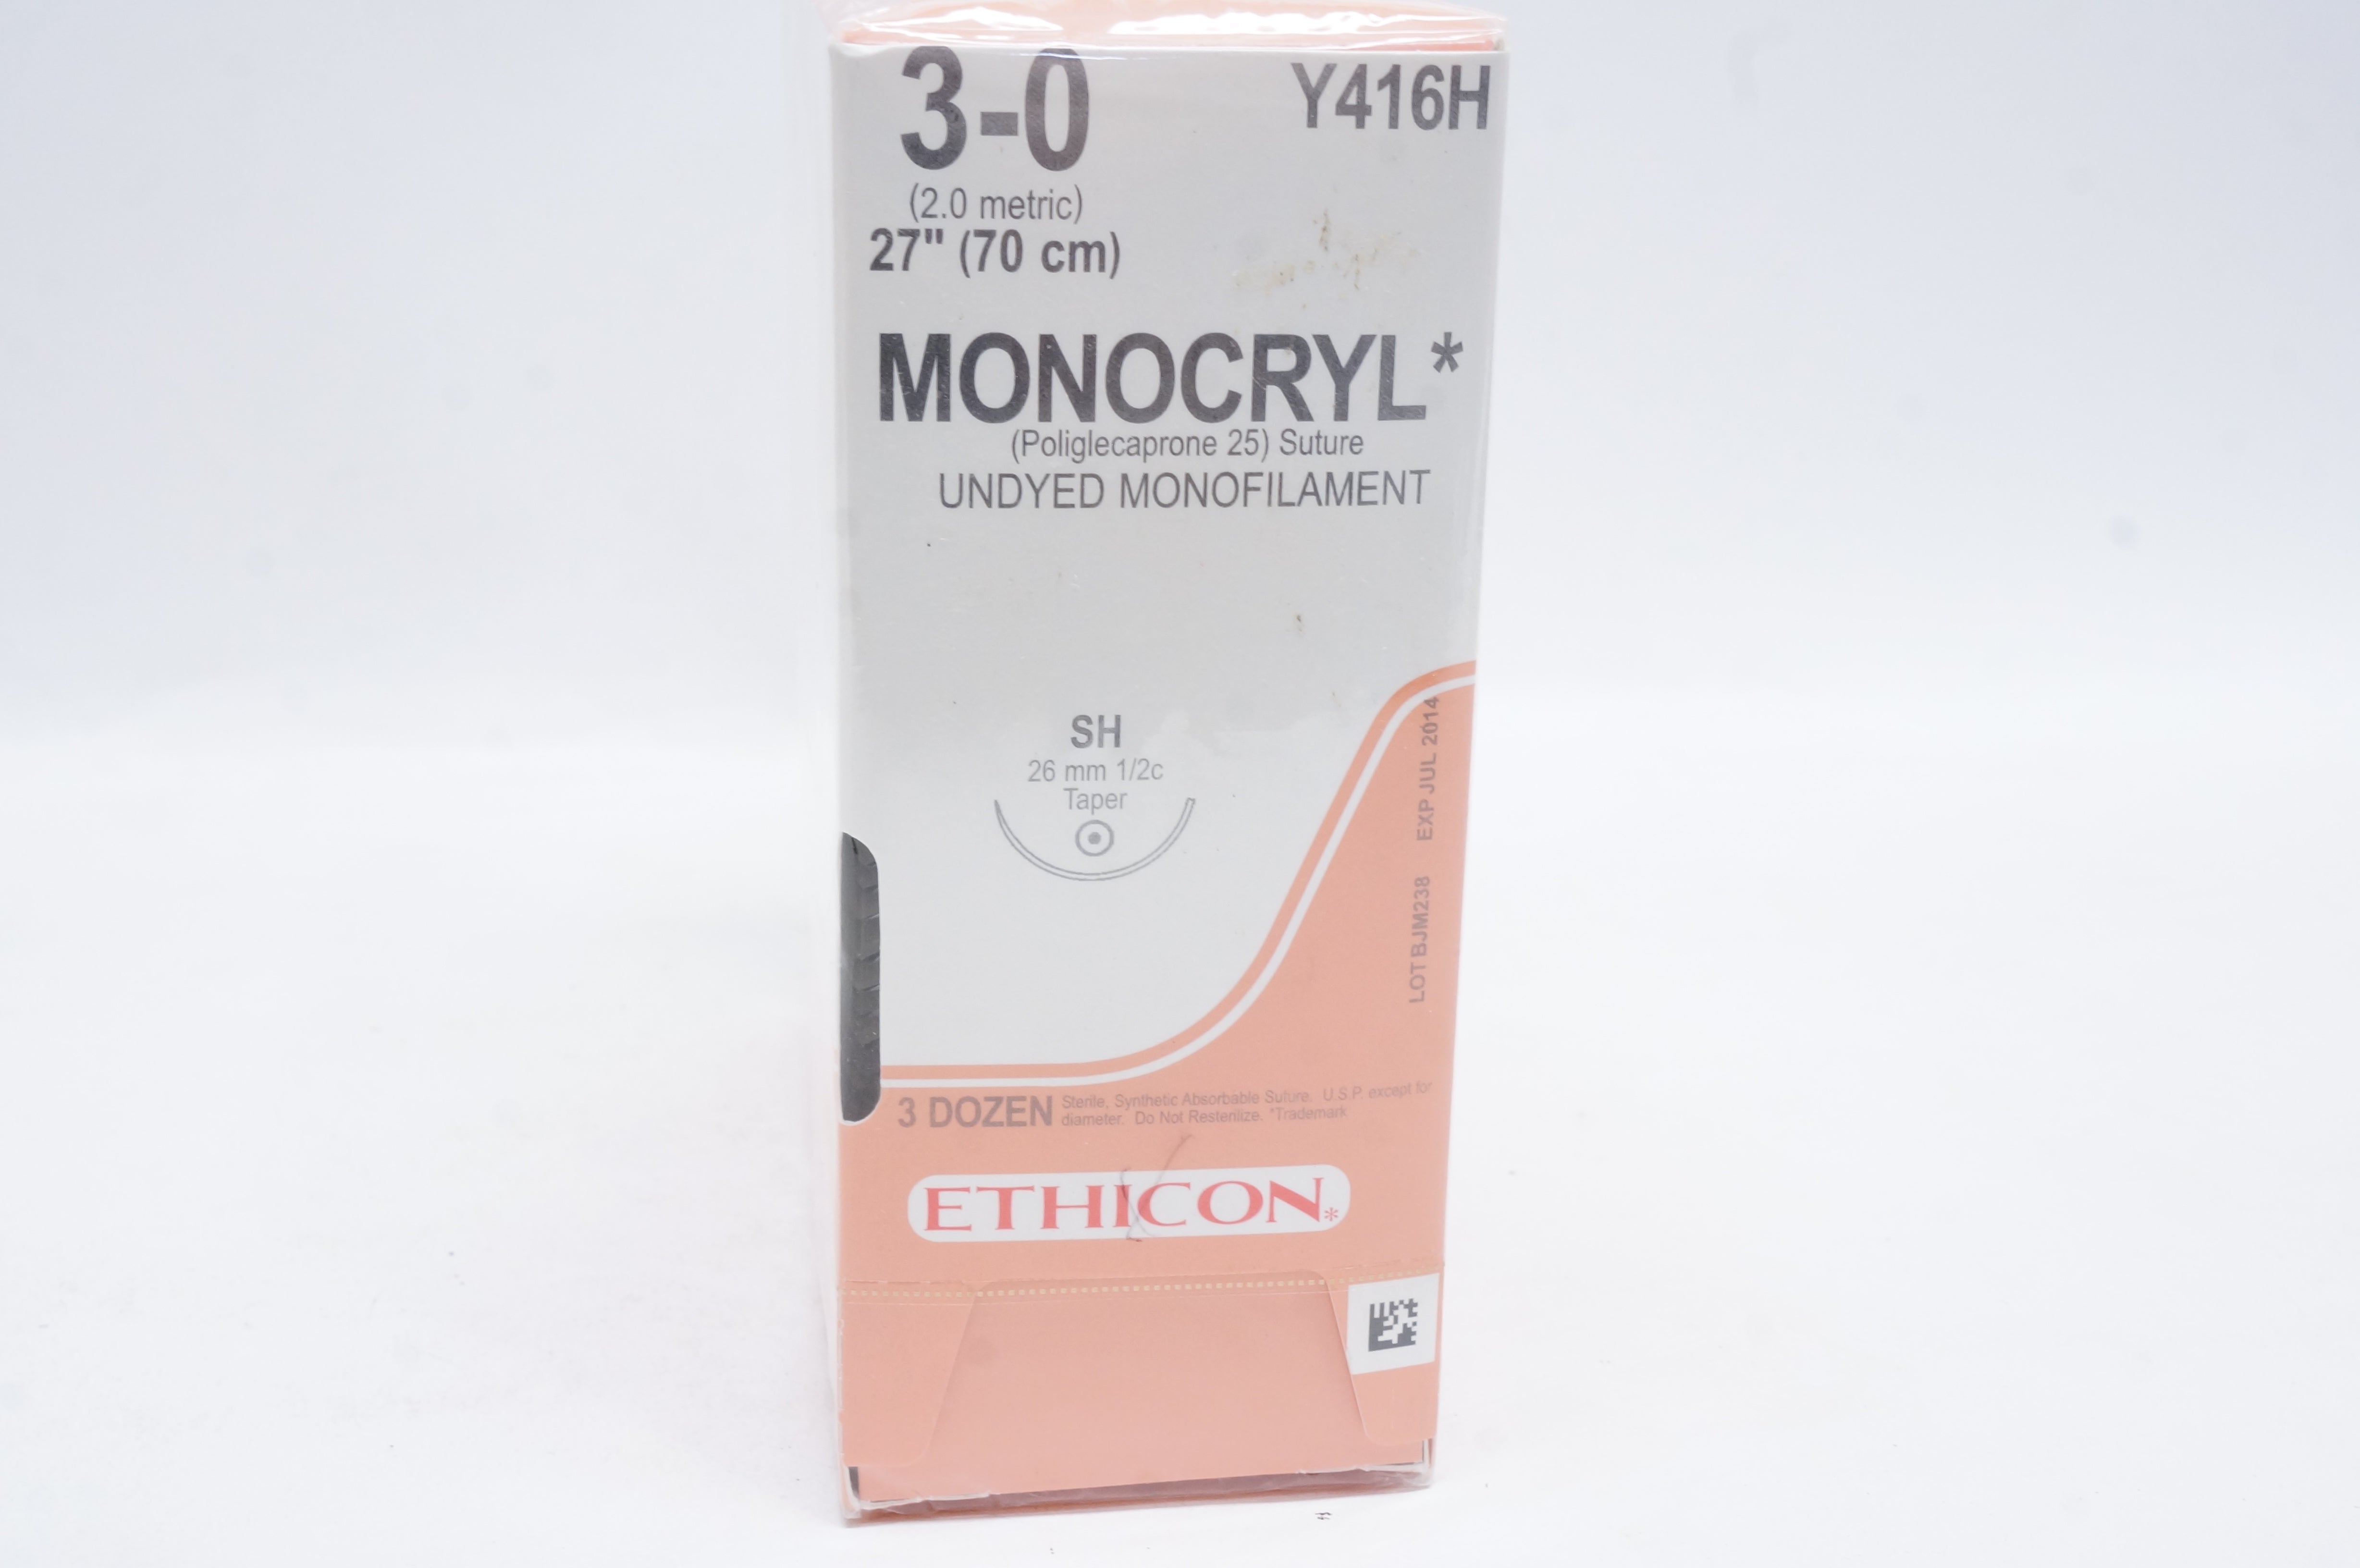 3-0
Y416H
(2.0 metric)
27" (70 cm)
MONOCRYL*
(Poliglecaprone 25) Suture
UNDYED MONOFILAMENT
SH
26 mm 1/2c
Taper
LOT BJM238 EXP JUL 2014
3 DOZEN
Sterile, Synthetic Absorbable Suture. U.S.P. except for
diameter. Do Not Resterilize. *Trademark
ETHICON*